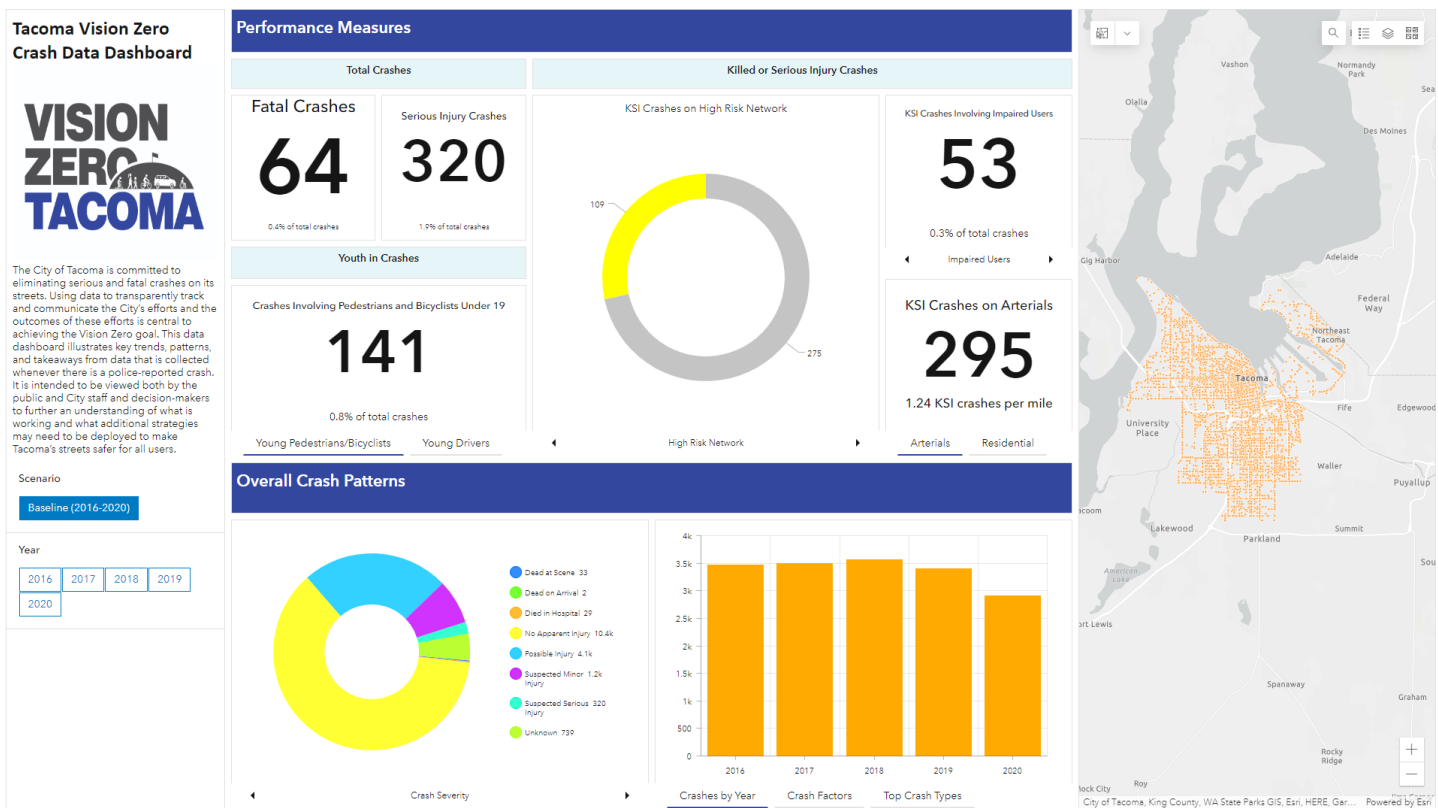 Tacoma Vision Zero
Crash Data Dashboard
VISION
ZERO
TACOMA
The City of Tacoma is committed to
eliminating serious and fatal crashes on its
streets. Using data to transparently track
and communicate the City's efforts and the
outcomes of these efforts is central to
achieving the Vision Zero goal. This data
dashboard illustrates key trends, patterns,
and takeaways from data that is collected
whenever there is a police-reported crash.
It is intended to be viewed both by the
public and City staff and decision-makers
to further an understanding of what is
working and what additional strategies
may need to be deployed to make
Tacoma's streets safer for all users.
Scenario
Baseline (2016-2020)
Year
2016 2017 2018 2019
2020
Performance Measures
Total Crashes
Fatal Crashes
64
0.4% of total crashes
Serious Injury Crashes
320
1.9% of total crashes
Youth in Crashes
Crashes Involving Pedestrians and Bicyclists Under 19
141
0.8% of total crashes
Young Pedestrians/Bicyclists Young Drivers
Killed or Serious Injury Crashes
KSI Crashes on High Risk Network
109
275
High Risk Network
KSI Crashes Involving Impaired Users
53
0.3% of total crashes
Impaired Users
KSI Crashes on Arterials
295
1.24 KSI crashes per mile
Arterials Residential
Overall Crash Patterns
Dead at Scene 33
Dead on Arrival 2
Died in Hospital 29
No Apparent Injury 10.4k
Possible Injury 4.1k
Suspected Minor 1.2k
Injury
Suspected Serious 320
Injury
Unknown 739
Crash Severity
4k
3.5k
3k
2.5k
2k
1.5k
1k
500
0
2016 2017 2018 2019 2020
Crashes by Year Crash Factors Top Crash Types
Vashon
Normandy
Park
Sea
Olalla
Des Moines
Gig Harbor
Adelaide
Federal
Way
Northeast
Tacoma
Tacoma
Fife
Edgewood
University
Place
Waller
Puyallup
acoom
Lakewood
Summit
Parkland
American
Lake
Sou
ort Lewis
Spanaway
Graham
Rocky
Ridge
Roy
lock City
City of Tacoma, King County, WA State Parks GIS, Esri, HERE, Gar... Powered by Esri